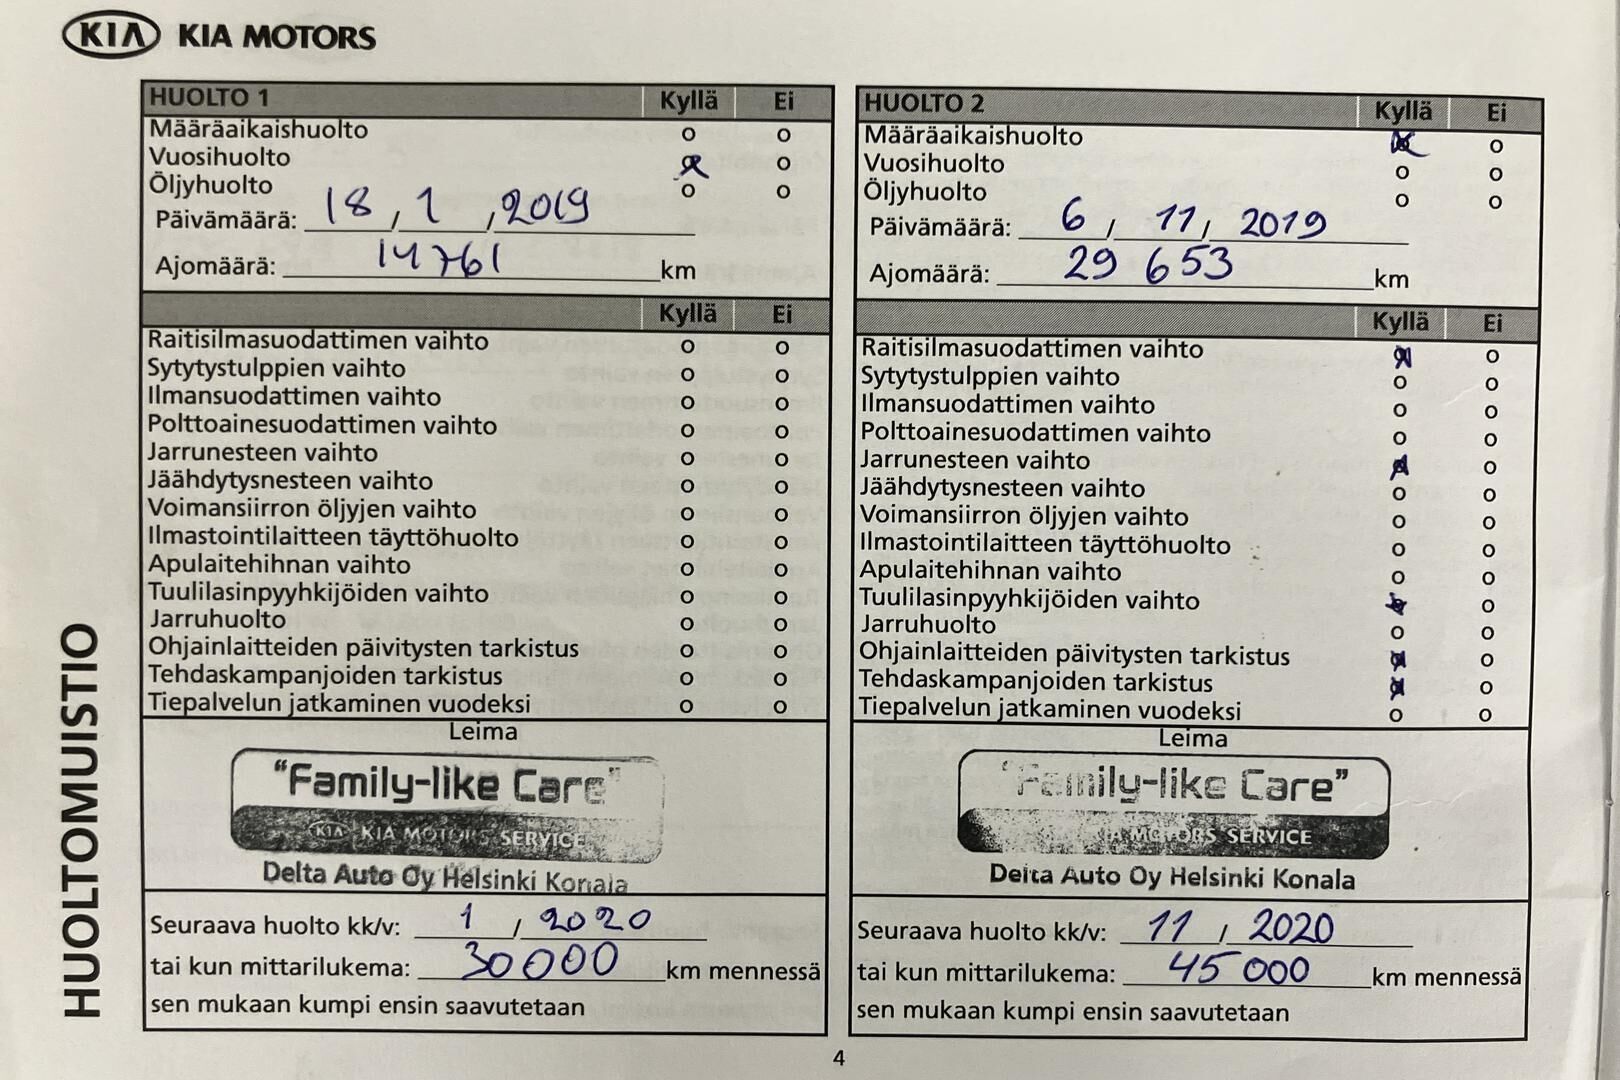 KIA KIA MOTORS
HUOLTOMUISTIO
HUOLTO 1 Kyllä Ei
Määräaikaishuolto o o
Vuosihuolto x o
Öljyhuolto o o
Päivämäärä: 18 / 1 / 2019
Ajomäärä: 14761 km
Kyllä Ei
Raitisilmasuodattimen vaihto o o
Sytytystulppien vaihto o o
Ilmansuodattimen vaihto o o
Polttoainesuodattimen vaihto o o
Jarrunesteen vaihto o o
Jäähdytysnesteen vaihto o o
Voimansiirron öljyjen vaihto o o
Ilmastointilaitteen täyttöhuolto o o
Apulaitehihnan vaihto o o
Tuulilasinpyyhkijöiden vaihto o o
Jarruhuolto o o
Ohjainlaitteiden päivitysten tarkistus o o
Tehdaskampanjoiden tarkistus o o
Tiepalvelun jatkaminen vuodeksi o o
Leima
"Family-like Care"
KIA KIA MOTORS SERVICE
Delta Auto Oy Helsinki Konala
Seuraava huolto kk/v: 1 / 2020
tai kun mittarilukema: 30000 km mennessä
sen mukaan kumpi ensin saavutetaan
HUOLTO 2 Kyllä Ei
Määräaikaishuolto x o
Vuosihuolto o o
Öljyhuolto o o
Päivämäärä: 6 / 11 / 2019
Ajomäärä: 29 653 km
Kyllä Ei
Raitisilmasuodattimen vaihto x o
Sytytystulppien vaihto o o
Ilmansuodattimen vaihto o o
Polttoainesuodattimen vaihto o o
Jarrunesteen vaihto x o
Jäähdytysnesteen vaihto o o
Voimansiirron öljyjen vaihto o o
Ilmastointilaitteen täyttöhuolto o o
Apulaitehihnan vaihto o o
Tuulilasinpyyhkijöiden vaihto x o
Jarruhuolto o o
Ohjainlaitteiden päivitysten tarkistus x o
Tehdaskampanjoiden tarkistus x o
Tiepalvelun jatkaminen vuodeksi o o
Leima
"Family-like Care"
KIA MOTORS SERVICE
Delta Auto Oy Helsinki Konala
Seuraava huolto kk/v: 11 / 2020
tai kun mittarilukema: 45 000 km mennessä
sen mukaan kumpi ensin saavutetaan
4